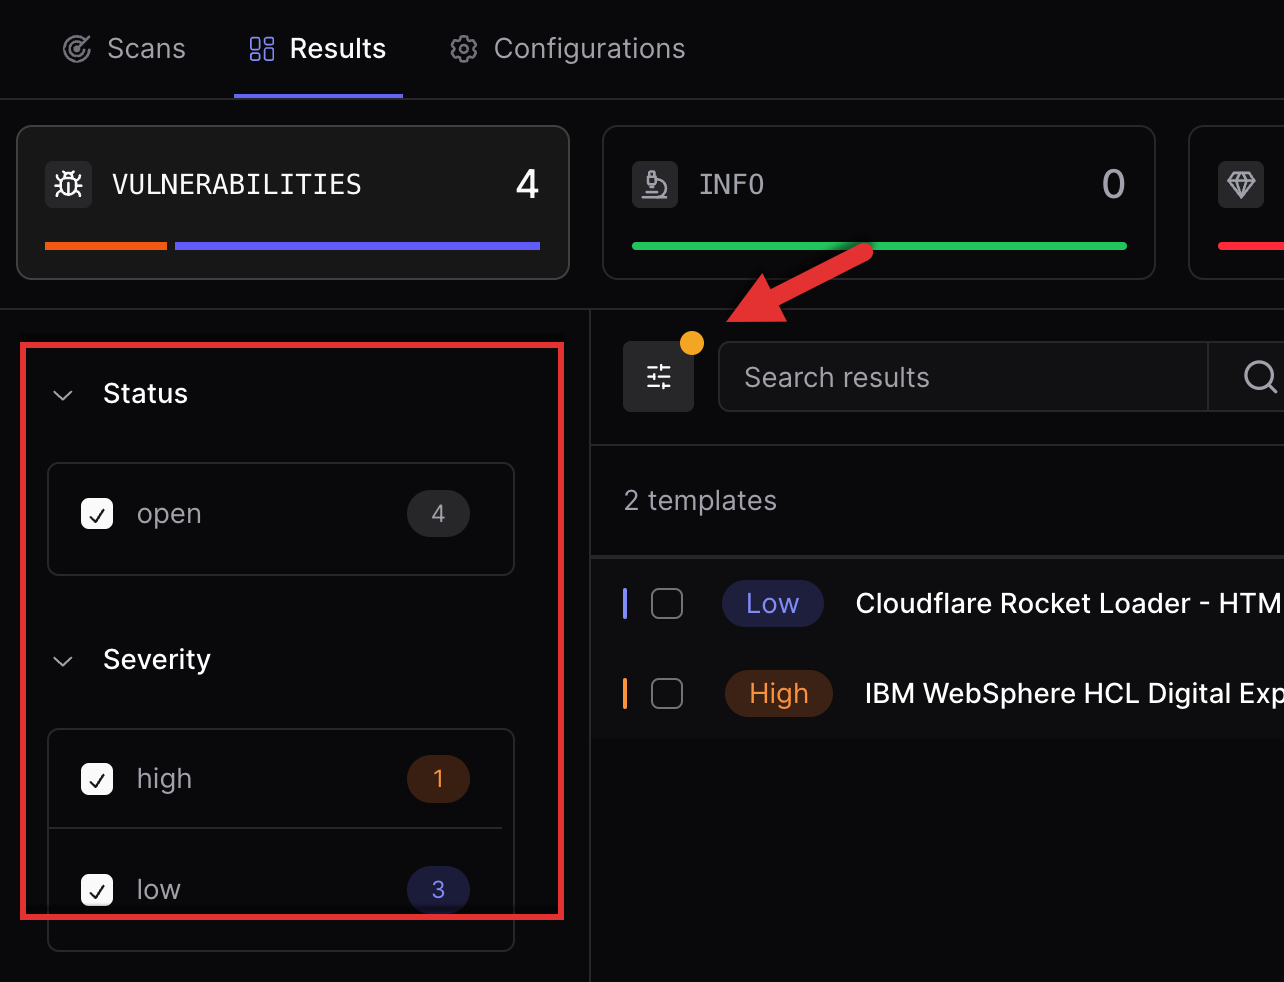 Scans Results Configurations
VULNERABILITIES 4
INFO 0
Status
open 4
Severity
high 1
low 3
Search results
2 templates
Low Cloudflare Rocket Loader - HTM
High IBM WebSphere HCL Digital Exp